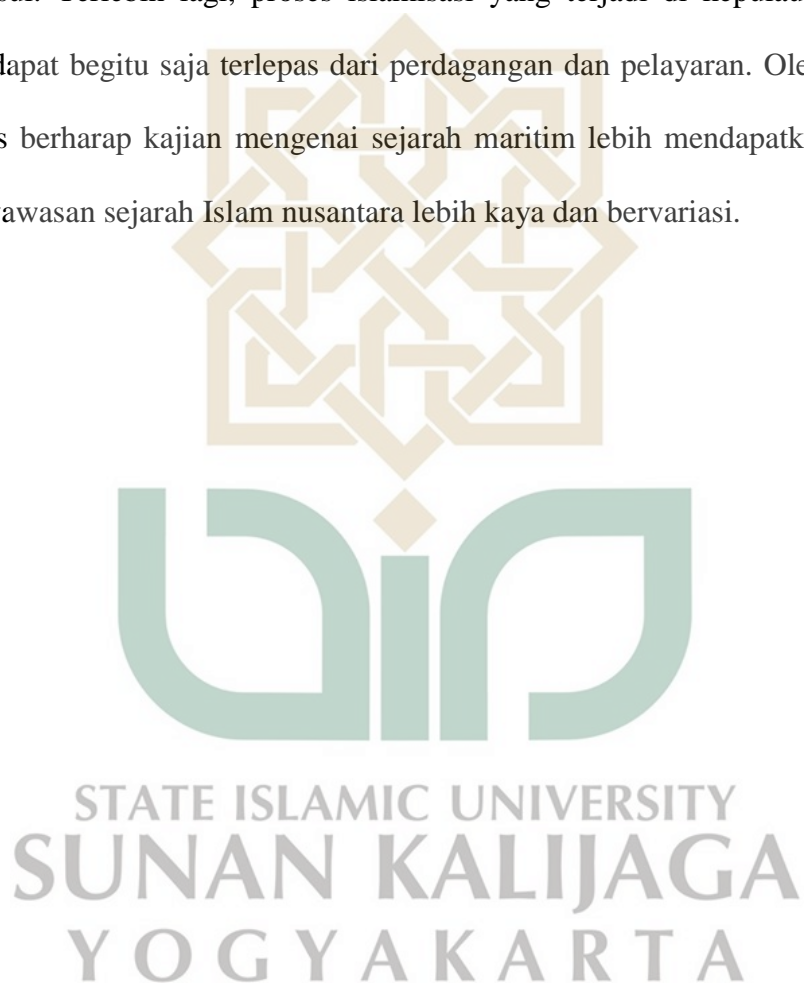 dapat begitu saja terlepas dari perdagangan dan pelayaran. Ole
s berharap kajian mengenai sejarah maritim lebih mendapatk
wawasan sejarah Islam nusantara lebih kaya dan bervariasi.
STATE ISLAMIC UNIVERSITY
SUNAN KALIJAGA
YOGYAKARTA